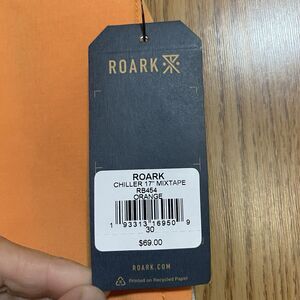 ROARK
ROARK
CHILLER 17" MIXTAPE
RB454
ORANGE
1 93313 16950 9
30
$69.00
ROARK.COM
Printed on Recycled Paper